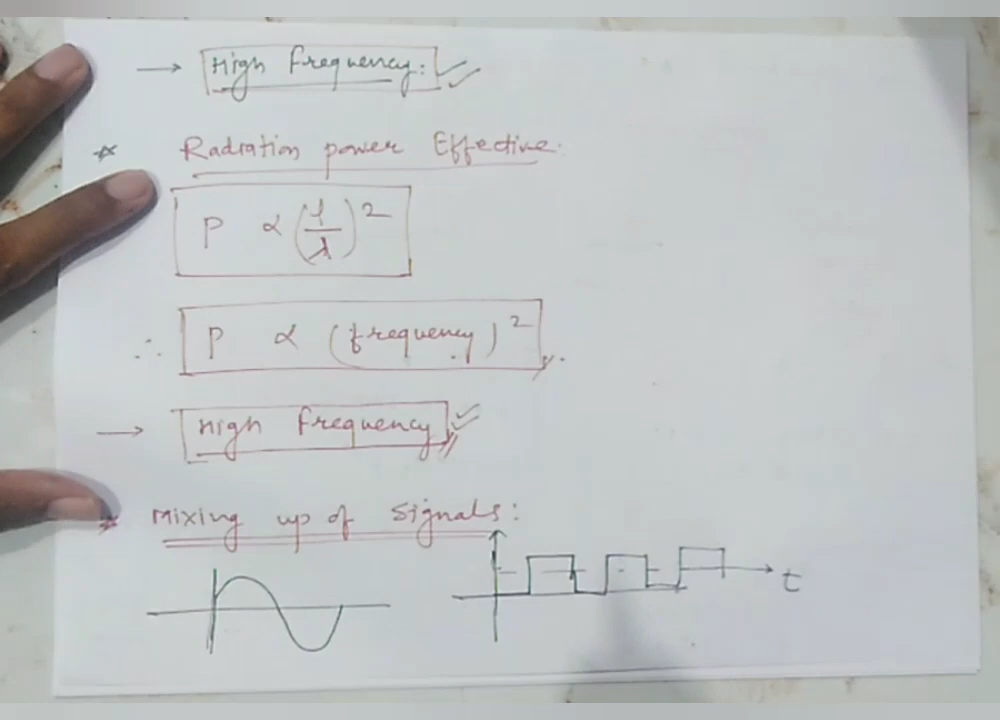 → High frequency:
* Radiation power Effective.
P ∝ (1/λ)²
∴ P ∝ (frequency)²
→ High frequency
* Mixing up of signals:
t